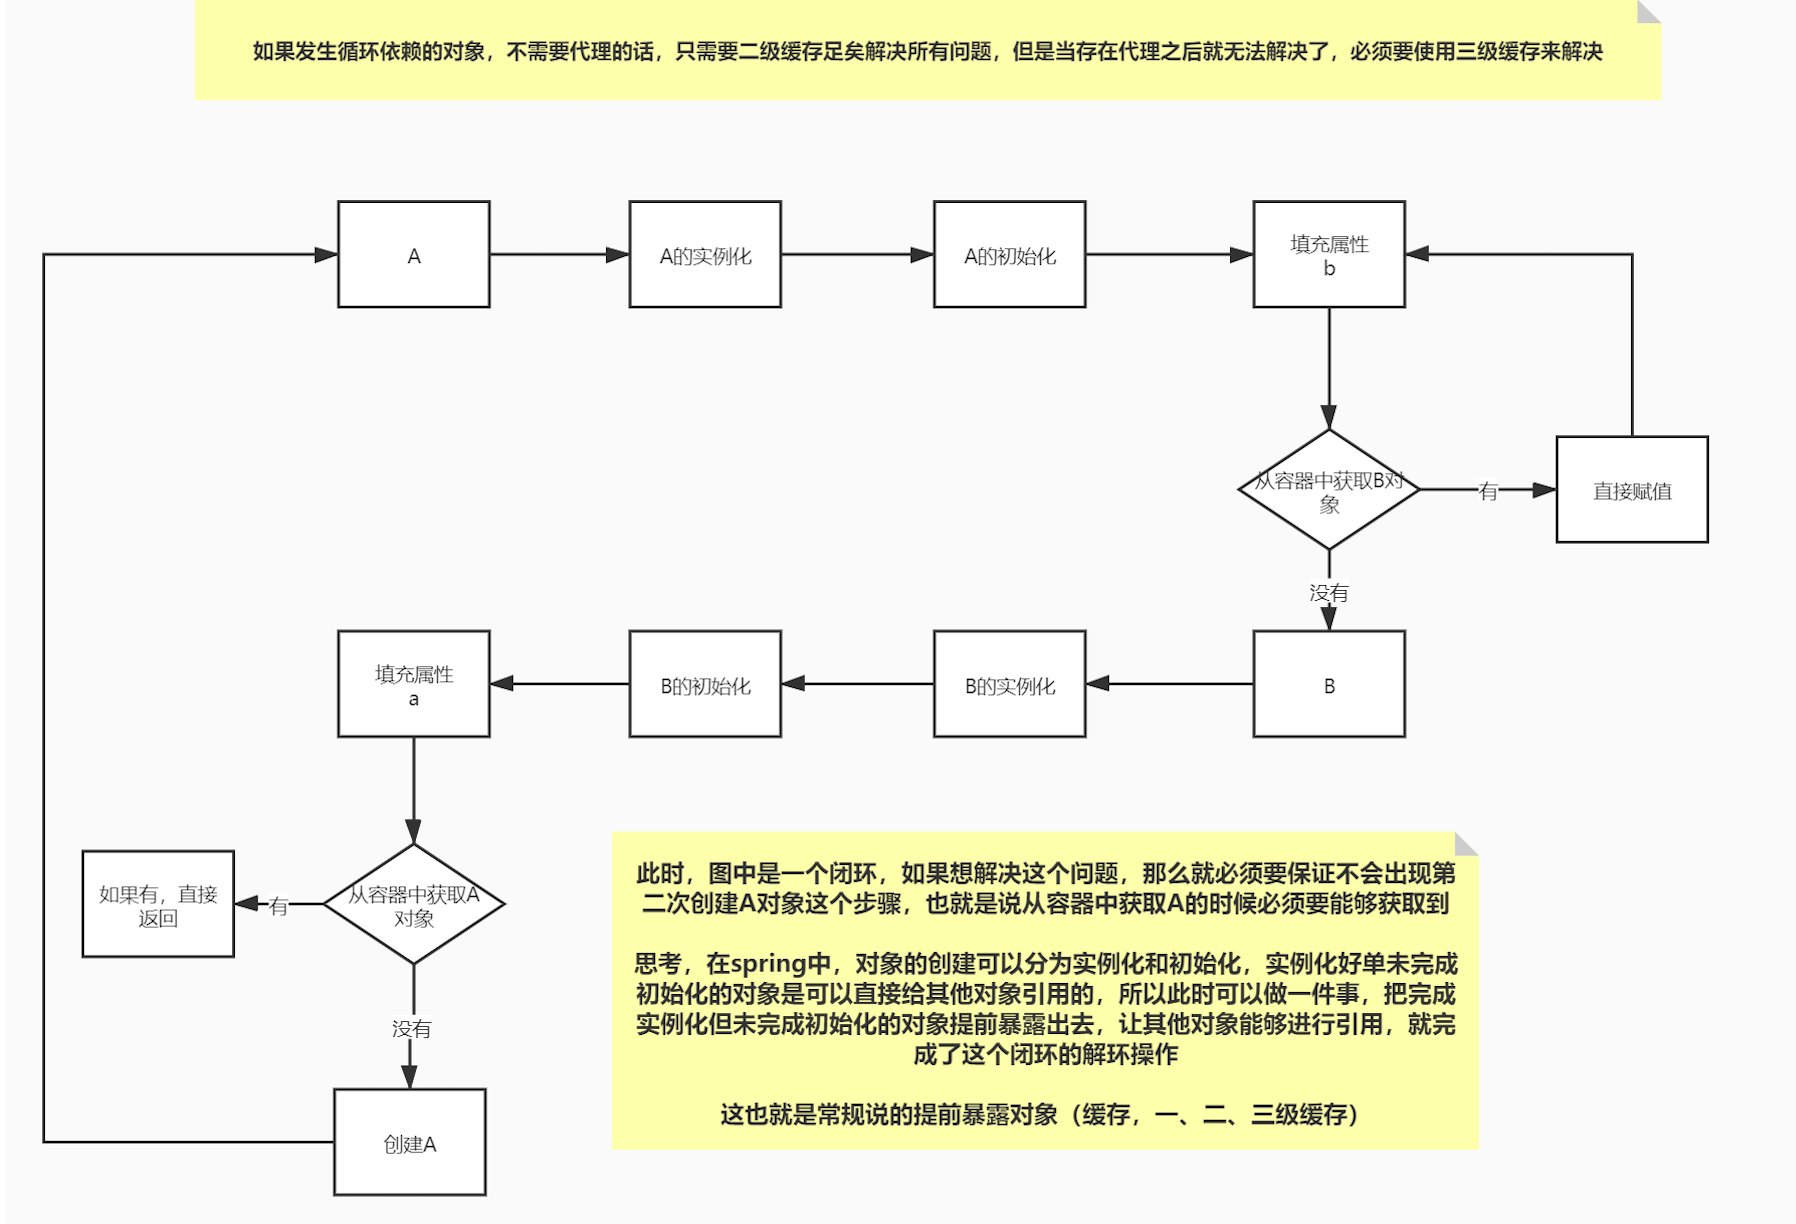 如果发生循环依赖的对象，不需要代理的话，只需要二级缓存足矣解决所有问题，但是当存在代理之后就无法解决了，必须要使用三级缓存来解决
A
A的实例化
A的初始化
填充属性
b
从容器中获取B对
象
有
直接赋值
没有
B
B的实例化
B的初始化
填充属性
a
从容器中获取A
对象
有
如果有，直接
返回
没有
创建A
此时，图中是一个闭环，如果想解决这个问题，那么就必须要保证不会出现第
二次创建A对象这个步骤，也就是说从容器中获取A的时候必须要能够获取到
思考，在spring中，对象的创建可以分为实例化和初始化，实例化好单未完成
初始化的对象是可以直接给其他对象引用的，所以此时可以做一件事，把完成
实例化但未完成初始化的对象提前暴露出去，让其他对象能够进行引用，就完
成了这个闭环的解环操作
这也就是常规说的提前暴露对象（缓存，一、二、三级缓存）